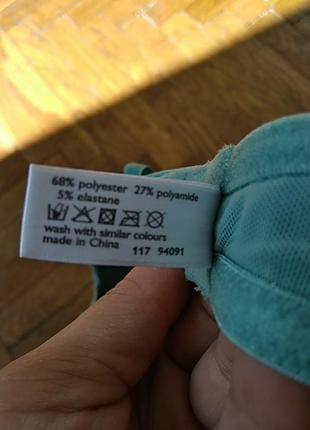 68% polyester 27% polyamide
5% elastane
wash with similar colours
made in China 117 94091